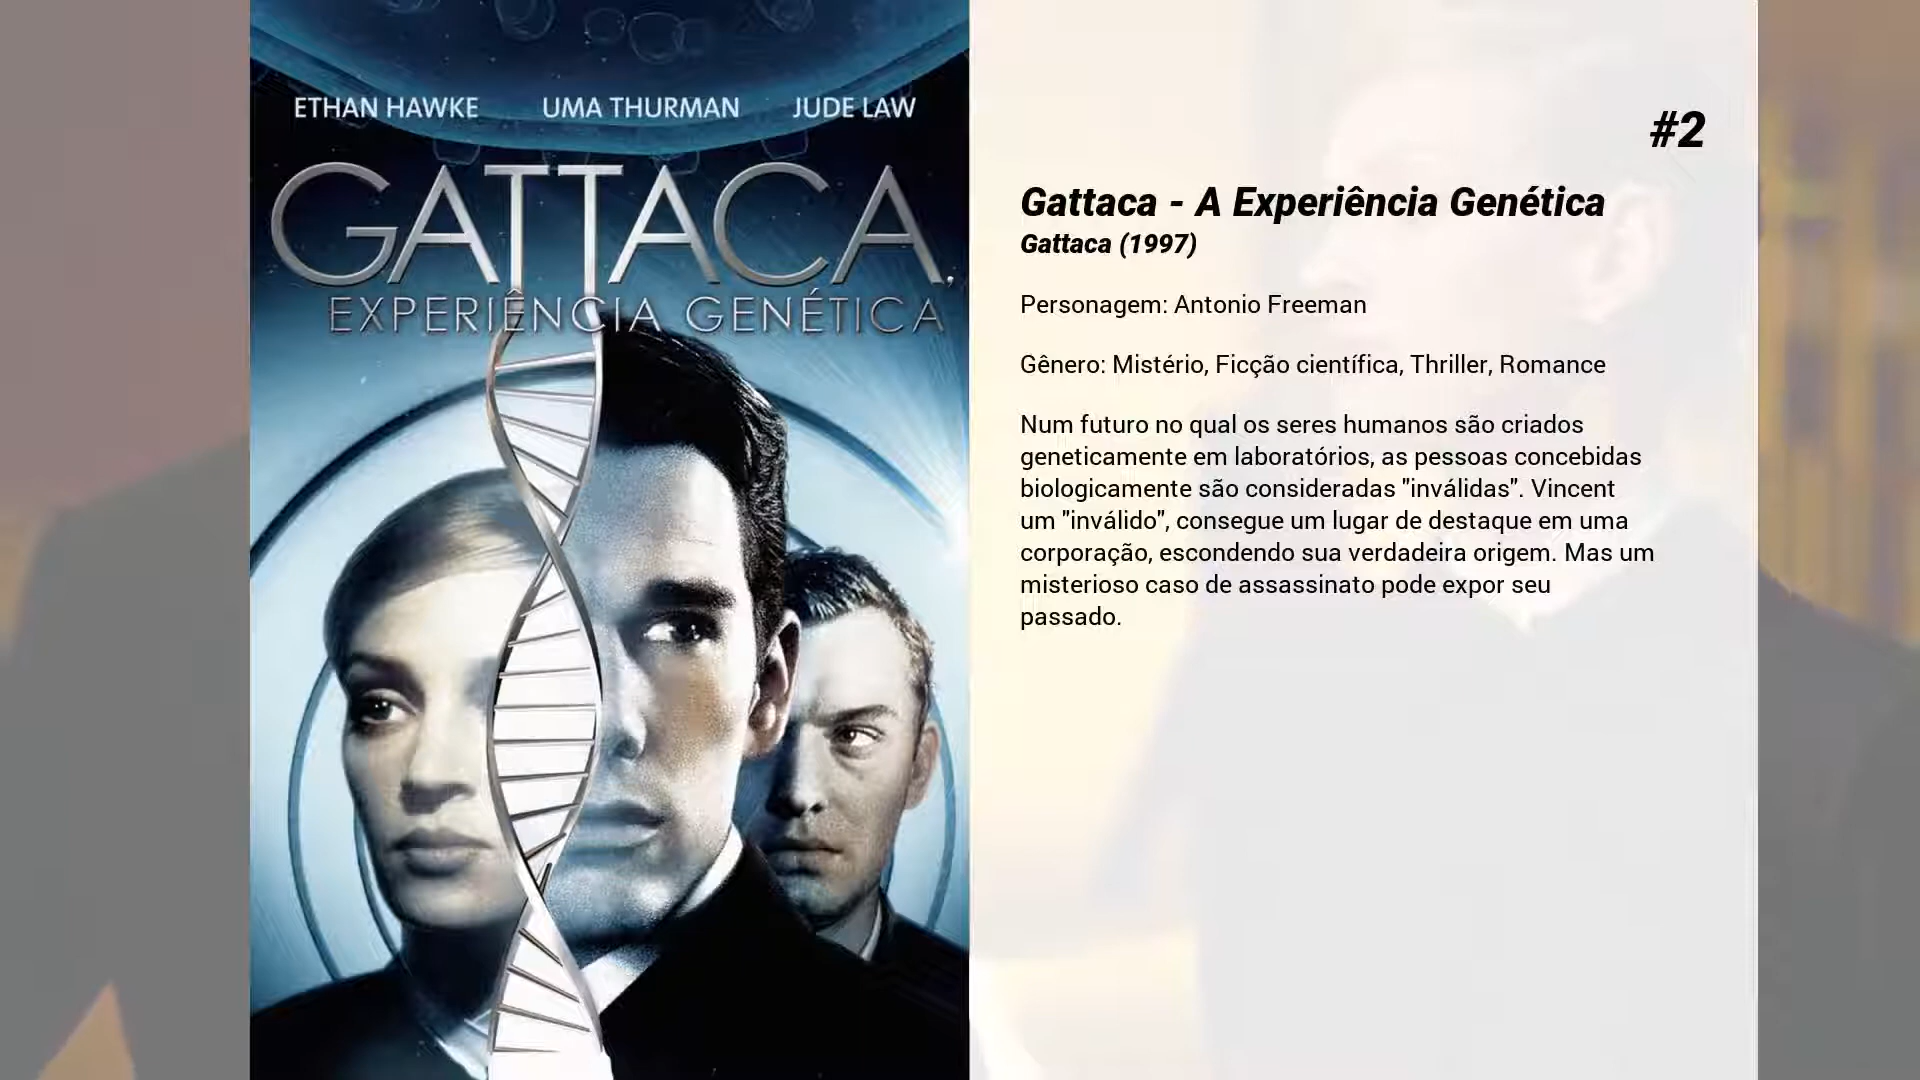 ETHAN HAWKE UMA THURMAN JUDE LAW
GATTACA,
EXPERIÊNCIA GENÉTICA
#2
Gattaca - A Experiência Genética
Gattaca (1997)
Personagem: Antonio Freeman
Gênero: Mistério, Ficção científica, Thriller, Romance
Num futuro no qual os seres humanos são criados
geneticamente em laboratórios, as pessoas concebidas
biologicamente são consideradas "inválidas". Vincent
um "inválido", consegue um lugar de destaque em uma
corporação, escondendo sua verdadeira origem. Mas um
misterioso caso de assassinato pode expor seu
passado.